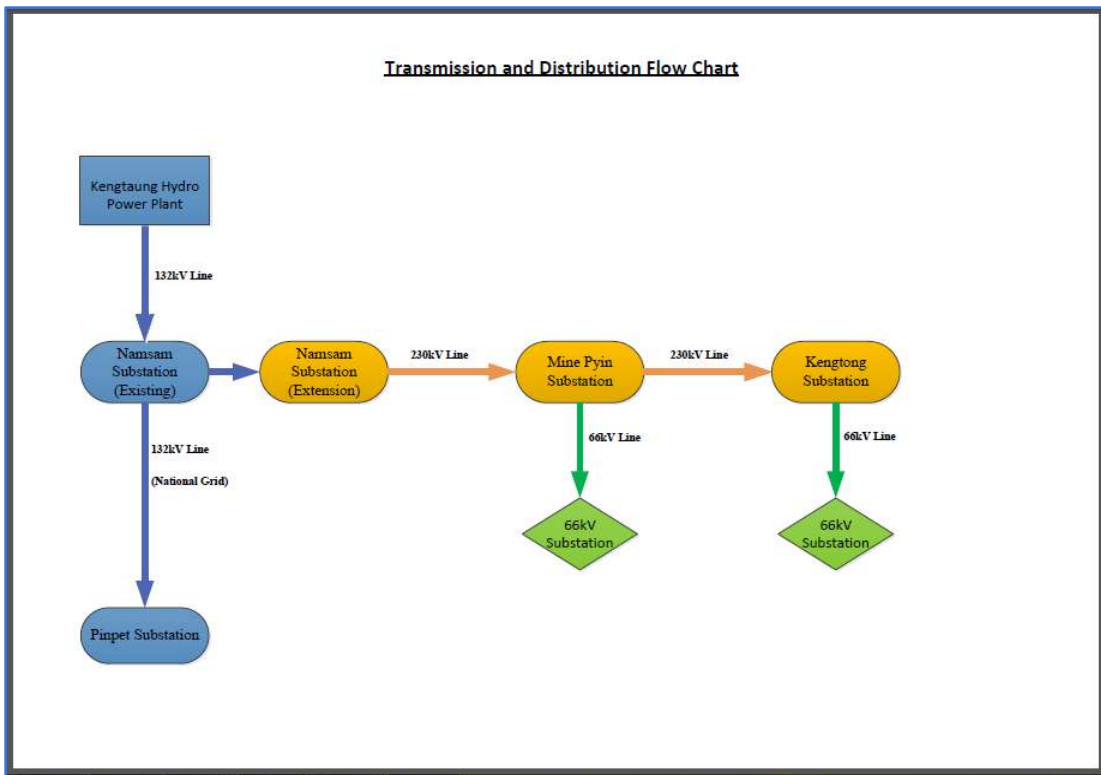 Transmission and Distribution Flow Chart
Kengtaung Hydro
Power Plant
132kV Line
Namsam
Substation
(Existing)
Namsam
Substation
(Extension)
230kV Line
Mine Pyin
Substation
230kV Line
Kengtong
Substation
132kV Line
(National Grid)
66kV Line
66kV Line
66kV
Substation
66kV
Substation
Pinpet Substation